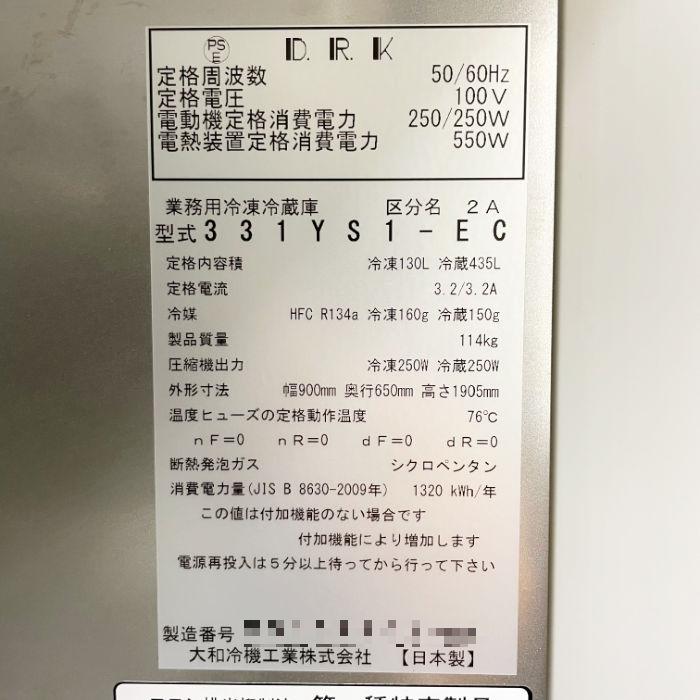 PS E D.R.K
定格周波数 50/60Hz
定格電圧 100V
電動機定格消費電力 250/250W
電熱装置定格消費電力 550W
業務用冷凍冷蔵庫 区分名 2A
型式 331YS1-EC
定格内容積 冷凍130L 冷蔵435L
定格電流 3.2/3.2A
冷媒 HFC R134a 冷凍160g 冷蔵150g
製品質量 114kg
圧縮機出力 冷凍250W 冷蔵250W
外形寸法 幅900mm 奥行650mm 高さ1905mm
温度ヒューズの定格動作温度 76℃
nF=0 nR=0 dF=0 dR=0
断熱発泡ガス シクロペンタン
消費電力量(JIS B 8630-2009年) 1320 kWh/年
この値は付加機能のない場合です
付加機能により増加します
電源再投入は5分以上待ってから行って下さい
製造番号
大和冷機工業株式会社 【日本製】